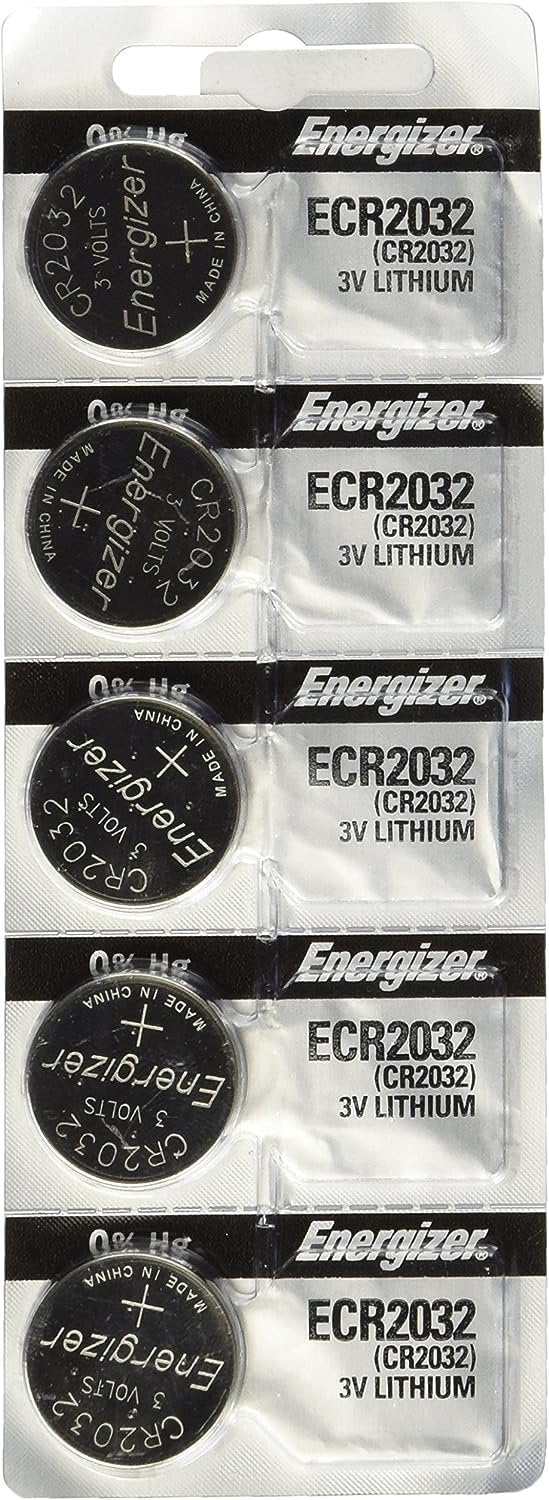 0% Hg
Energizer®
ECR2032
(CR2032)
3V LITHIUM
CR2032
3 VOLTS
Energizer
+
MADE IN CHINA
0% Hg
Energizer®
ECR2032
(CR2032)
3V LITHIUM
MADE IN CHINA
+
Energizer
3 VOLTS
CR2032
0% Hg
Energizer®
ECR2032
(CR2032)
3V LITHIUM
MADE IN CHINA
+
Energizer
3 VOLTS
CR2032
0% Hg
Energizer®
ECR2032
(CR2032)
3V LITHIUM
MADE IN CHINA
+
Energizer
3 VOLTS
CR2032
0% Hg
Energizer®
ECR2032
(CR2032)
3V LITHIUM
MADE IN CHINA
+
Energizer
3 VOLTS
CR2032